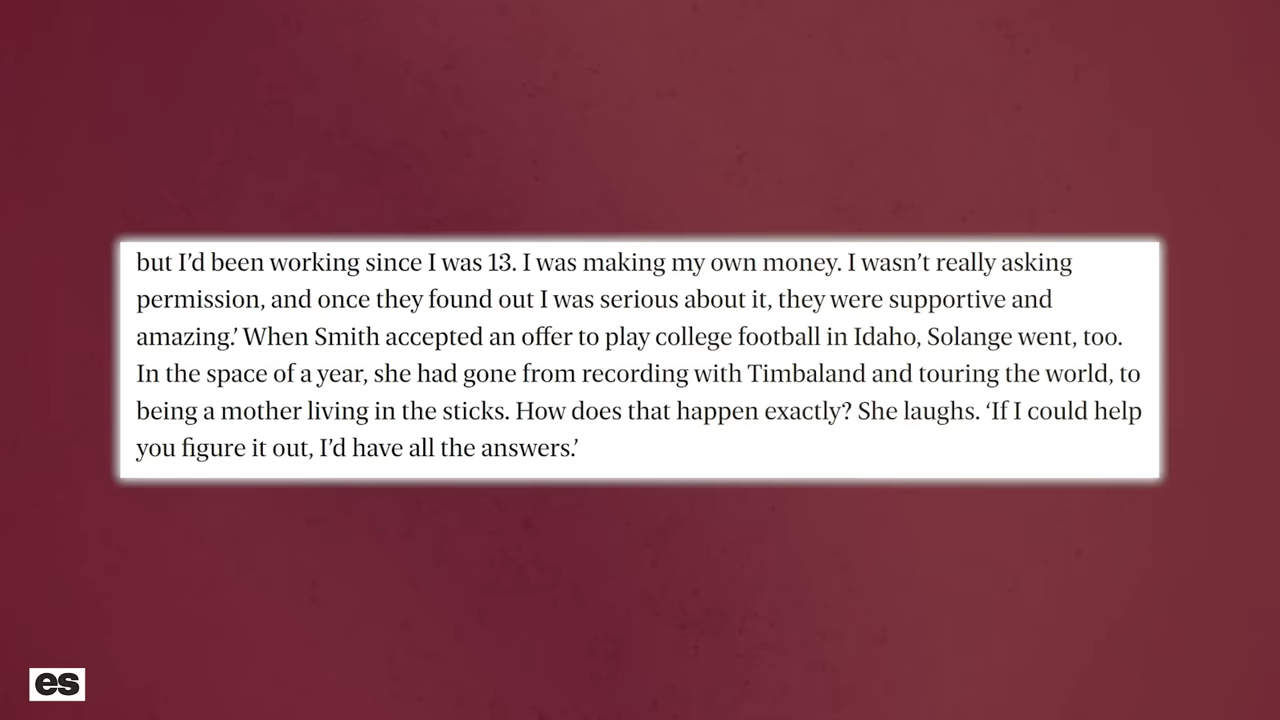 but I’d been working since I was 13. I was making my own money. I wasn’t really asking
permission, and once they found out I was serious about it, they were supportive and
amazing.’ When Smith accepted an offer to play college football in Idaho, Solange went, too.
In the space of a year, she had gone from recording with Timbaland and touring the world, to
being a mother living in the sticks. How does that happen exactly? She laughs. ‘If I could help
you figure it out, I’d have all the answers.’
es